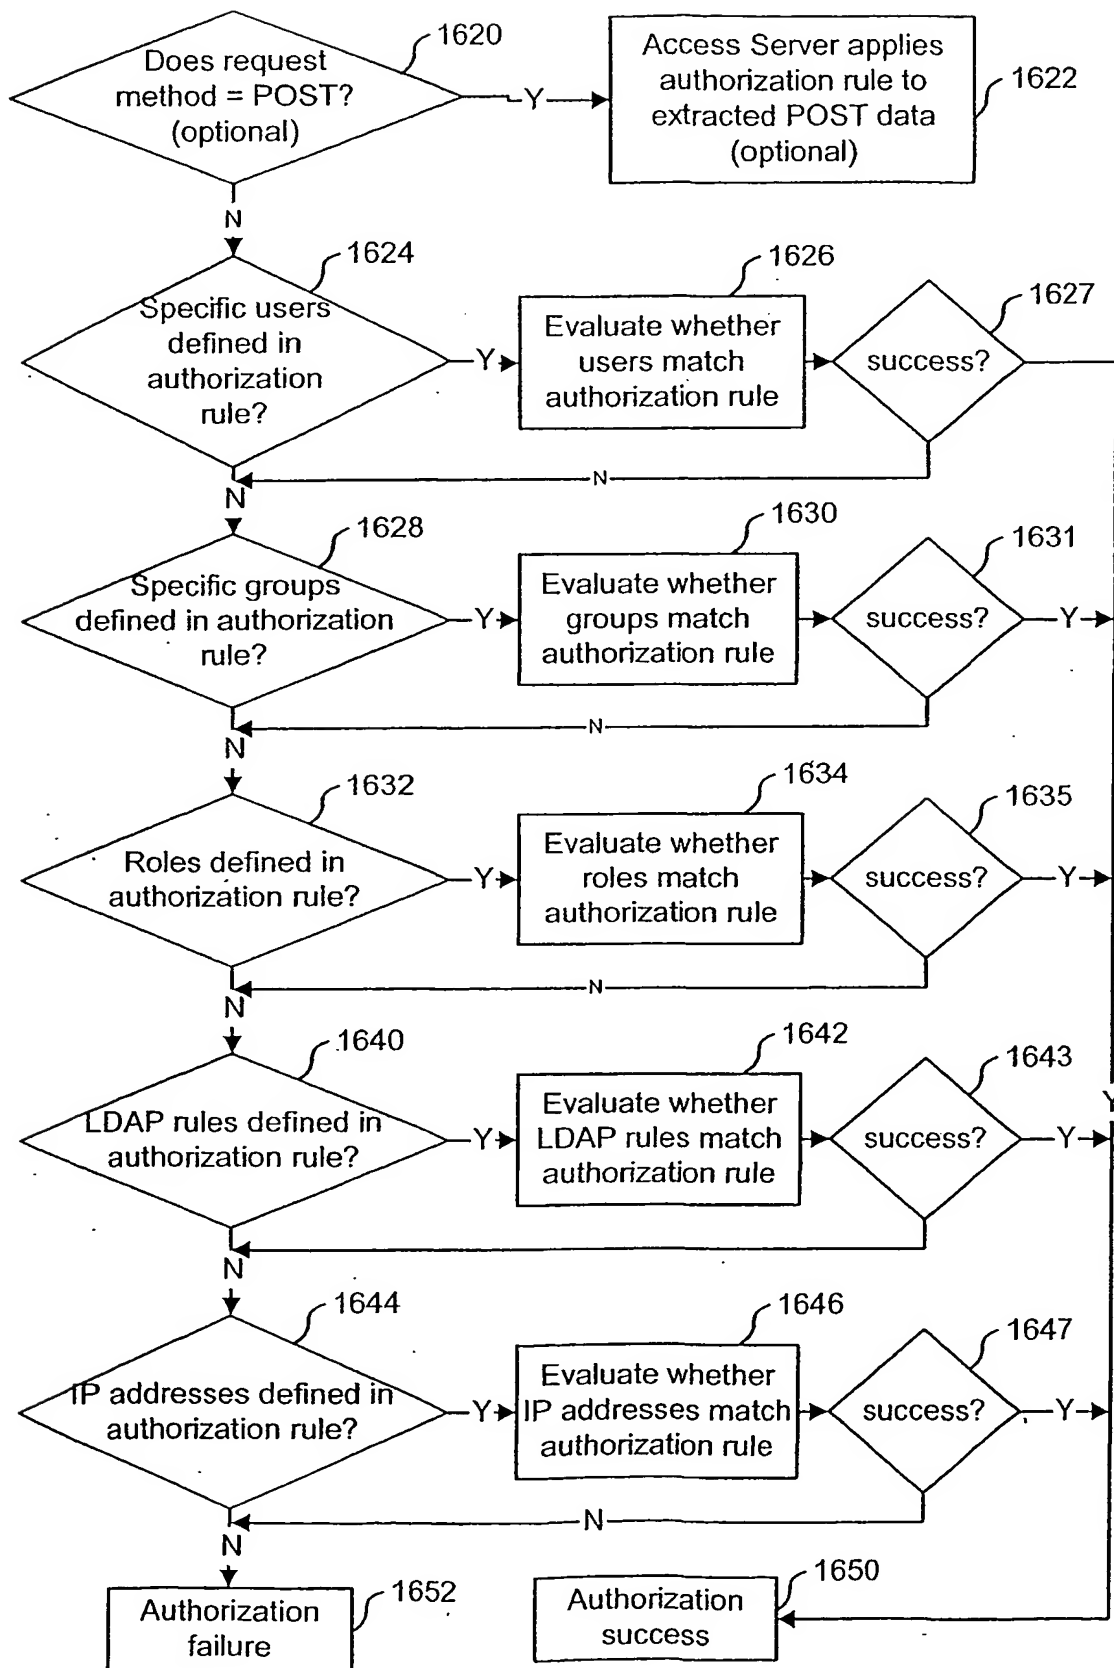 Does request
method = POST?
(optional)
1620
Y
Access Server applies
authorization rule to
extracted POST data
(optional)
1622
N
Specific users
defined in
authorization
rule?
1624
Y
Evaluate whether
users match
authorization rule
1626
success?
1627
N
N
Specific groups
defined in authorization
rule?
1628
Y
Evaluate whether
groups match
authorization rule
1630
success?
1631
Y
N
N
Roles defined in
authorization rule?
1632
Y
Evaluate whether
roles match
authorization rule
1634
success?
1635
Y
N
N
LDAP rules defined in
authorization rule?
1640
Y
Evaluate whether
LDAP rules match
authorization rule
1642
success?
1643
Y
Y
N
IP addresses defined in
authorization rule?
1644
Y
Evaluate whether
IP addresses match
authorization rule
1646
success?
1647
Y
N
N
Authorization
failure
1652
Authorization
success
1650